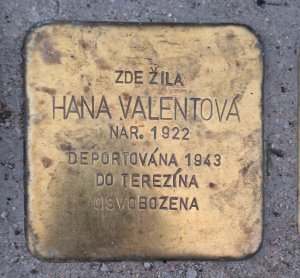 ZDE ŽILA
HANA VALENTOVÁ
NAR. 1922
DEPORTOVÁNA 1943
DO TEREZÍNA
OSVOBOZENA